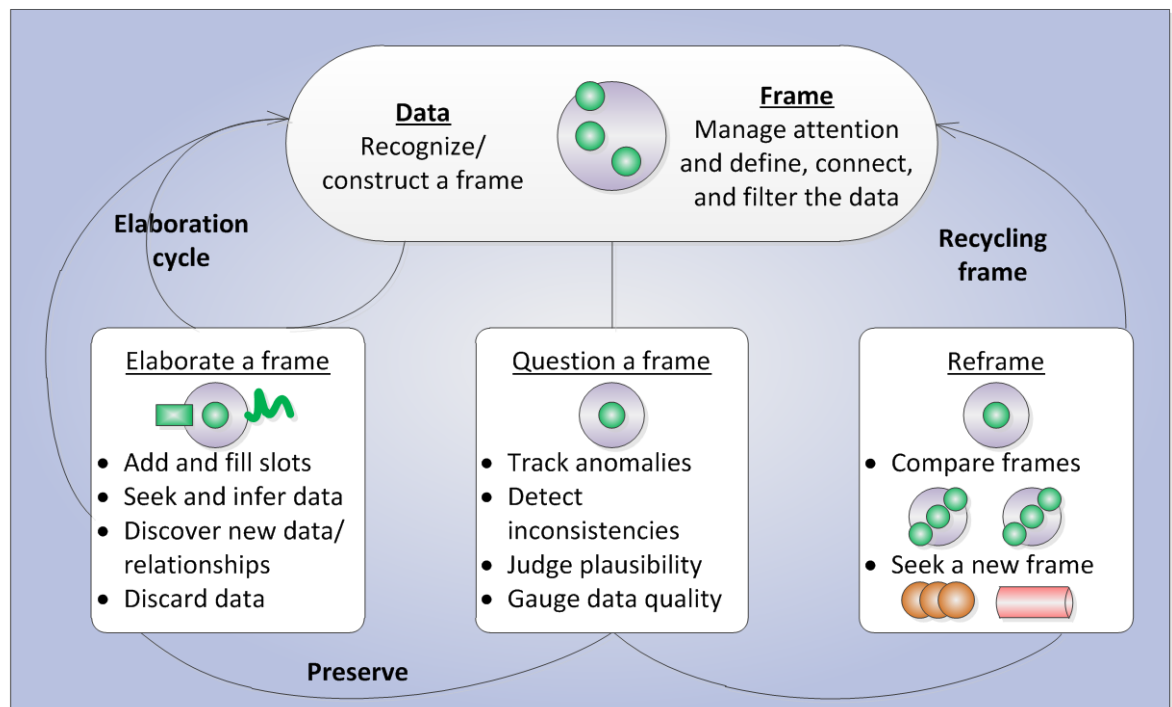 Data
Recognize/
construct a frame
Frame
Manage attention
and define, connect,
and filter the data
Elaboration
cycle
Recycling
frame
Elaborate a frame
• Add and fill slots
• Seek and infer data
• Discover new data/
relationships
• Discard data
Question a frame
• Track anomalies
• Detect
inconsistencies
• Judge plausibility
• Gauge data quality
Reframe
• Compare frames
• Seek a new frame
Preserve